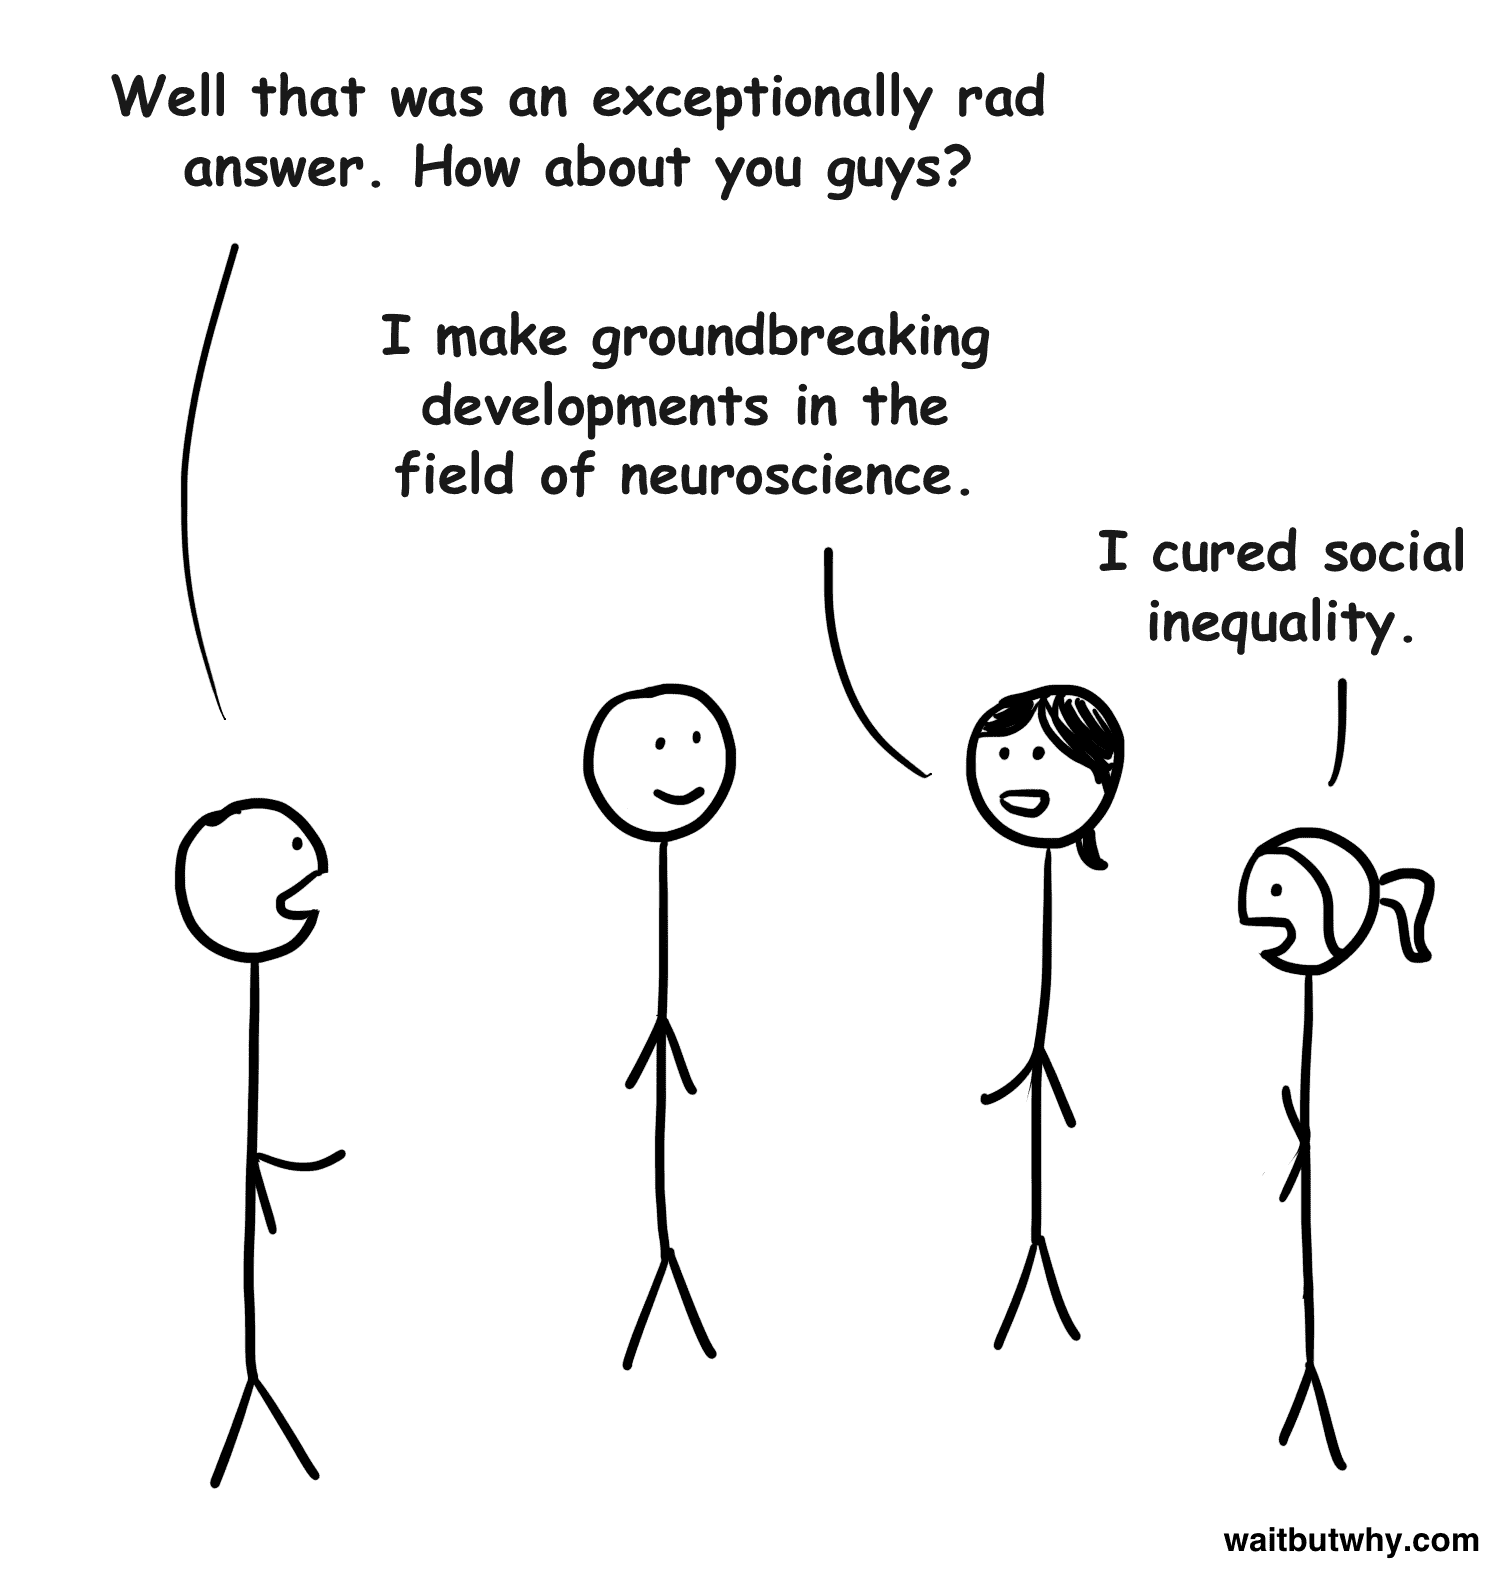 Well that was an exceptionally rad
answer. How about you guys?
I make groundbreaking
developments in the
field of neuroscience.
I cured social
inequality.
waitbutwhy.com